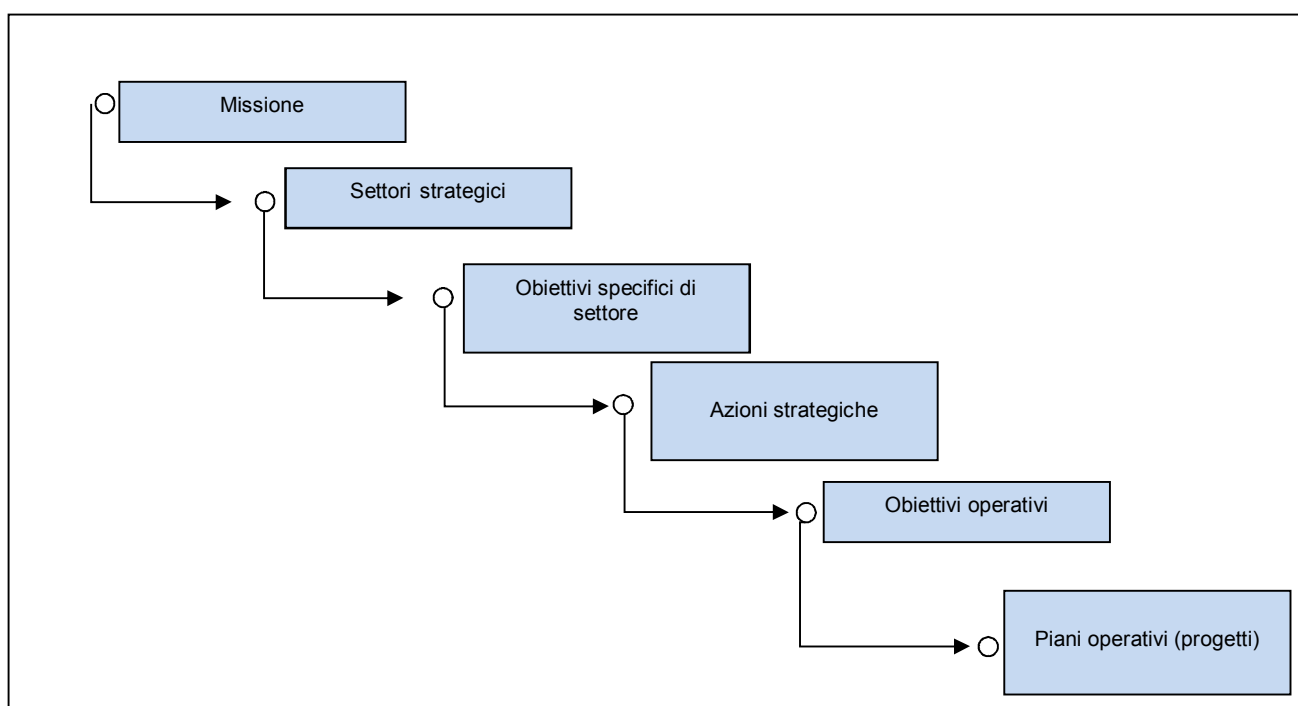 Missione
Settori strategici
Obiettivi specifici di
settore
Azioni strategiche
Obiettivi operativi
Piani operativi (progetti)